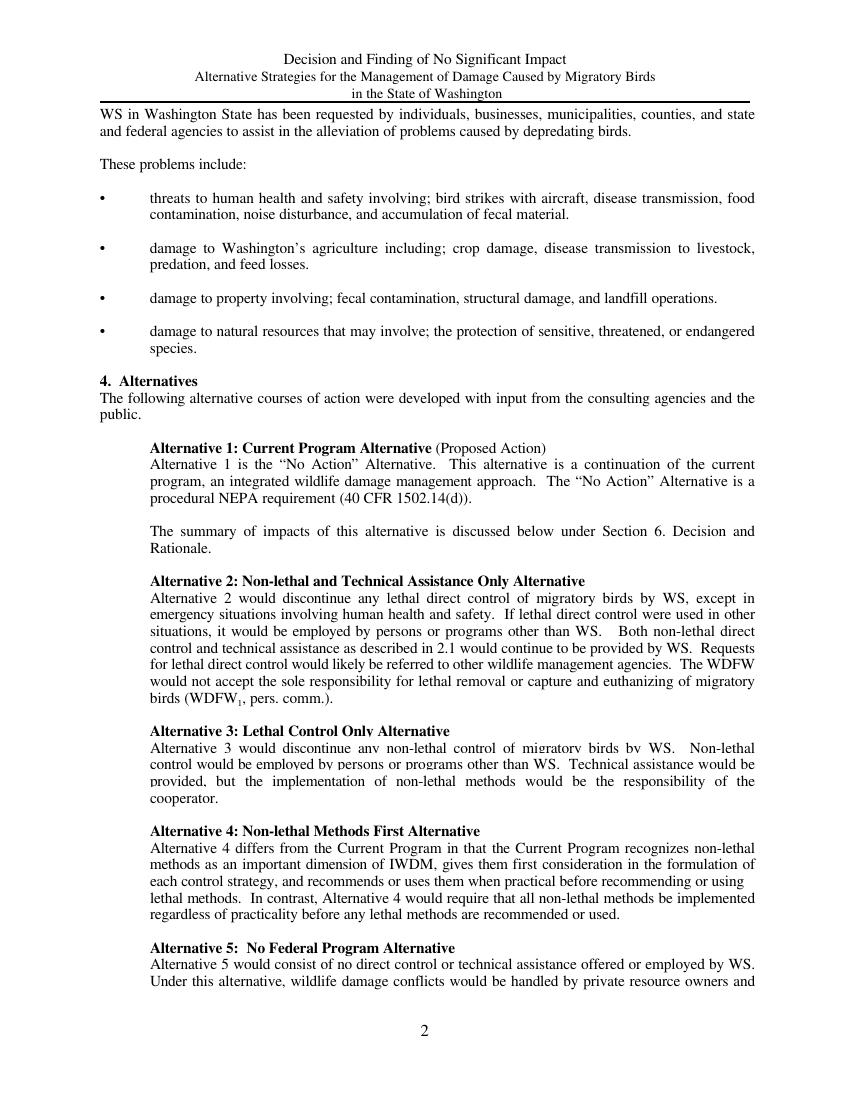 Decision and Finding of No Significant Impact
Alternative Strategies for the Management of Damage Caused by Migratory Birds
in the State of Washington
WS in Washington State has been requested by individuals, businesses, municipalities, counties, and state
and federal agencies to assist in the alleviation of problems caused by depredating birds.
These problems include:
• threats to human health and safety involving; bird strikes with aircraft, disease transmission, food
contamination, noise disturbance, and accumulation of fecal material.
• damage to Washington’s agriculture including; crop damage, disease transmission to livestock,
predation, and feed losses.
• damage to property involving; fecal contamination, structural damage, and landfill operations.
• damage to natural resources that may involve; the protection of sensitive, threatened, or endangered
species.
4. Alternatives
The following alternative courses of action were developed with input from the consulting agencies and the
public.
Alternative 1: Current Program Alternative (Proposed Action)
Alternative 1 is the “No Action” Alternative. This alternative is a continuation of the current
program, an integrated wildlife damage management approach. The “No Action” Alternative is a
procedural NEPA requirement (40 CFR 1502.14(d)).
The summary of impacts of this alternative is discussed below under Section 6. Decision and
Rationale.
Alternative 2: Non-lethal and Technical Assistance Only Alternative
Alternative 2 would discontinue any lethal direct control of migratory birds by WS, except in
emergency situations involving human health and safety. If lethal direct control were used in other
situations, it would be employed by persons or programs other than WS. Both non-lethal direct
control and technical assistance as described in 2.1 would continue to be provided by WS. Requests
for lethal direct control would likely be referred to other wildlife management agencies. The WDFW
would not accept the sole responsibility for lethal removal or capture and euthanizing of migratory
birds (WDFW₁, pers. comm.).
Alternative 3: Lethal Control Only Alternative
Alternative 3 would discontinue any non-lethal control of migratory birds by WS. Non-lethal
control would be employed by persons or programs other than WS. Technical assistance would be
provided, but the implementation of non-lethal methods would be the responsibility of the
cooperator.
Alternative 4: Non-lethal Methods First Alternative
Alternative 4 differs from the Current Program in that the Current Program recognizes non-lethal
methods as an important dimension of IWDM, gives them first consideration in the formulation of
each control strategy, and recommends or uses them when practical before recommending or using
lethal methods. In contrast, Alternative 4 would require that all non-lethal methods be implemented
regardless of practicality before any lethal methods are recommended or used.
Alternative 5: No Federal Program Alternative
Alternative 5 would consist of no direct control or technical assistance offered or employed by WS.
Under this alternative, wildlife damage conflicts would be handled by private resource owners and
2